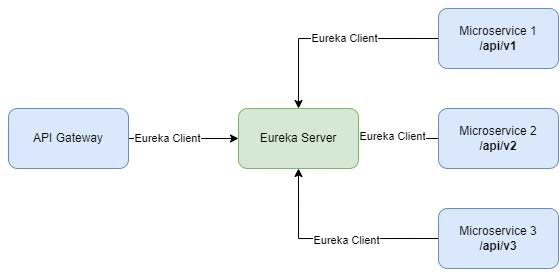 Microservice 1
/api/v1
Eureka Client
API Gateway
Eureka Client
Eureka Server
Eureka Client
Microservice 2
/api/v2
Microservice 3
/api/v3
Eureka Client